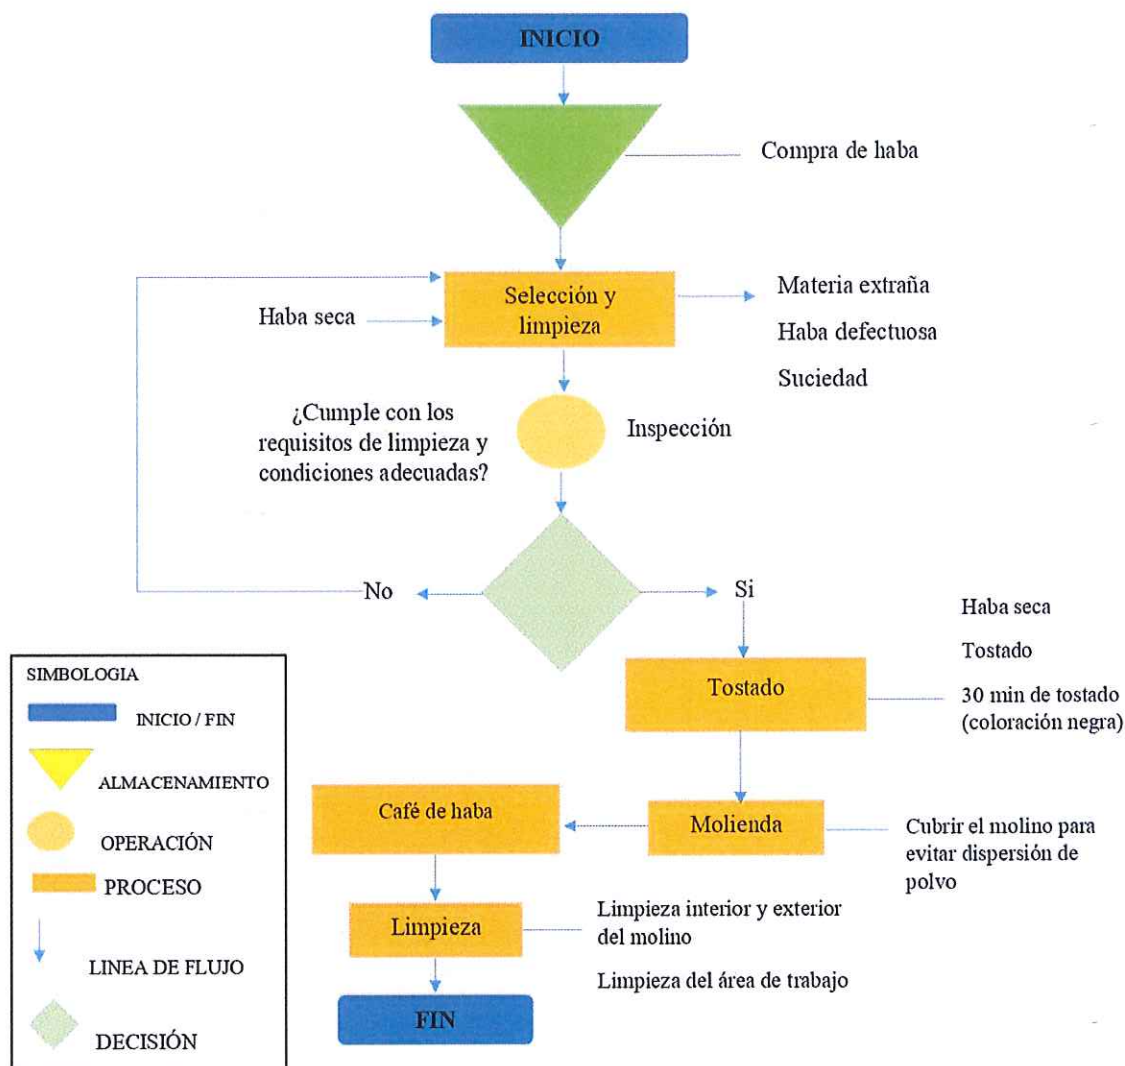 INICIO
Compra de haba
Selección y
limpieza
Haba seca
Materia extraña
Haba defectuosa
Suciedad
¿Cumple con los
requisitos de limpieza y
condiciones adecuadas?
Inspección
No
Si
Haba seca
Tostado
30 min de tostado
(coloración negra)
Tostado
Café de haba
Molienda
Cubrir el molino para
evitar dispersión de
polvo
Limpieza
Limpieza interior y exterior
del molino
Limpieza del área de trabajo
FIN
SIMBOLOGIA
INICIO / FIN
ALMACENAMIENTO
OPERACIÓN
PROCESO
LINEA DE FLUJO
DECISIÓN